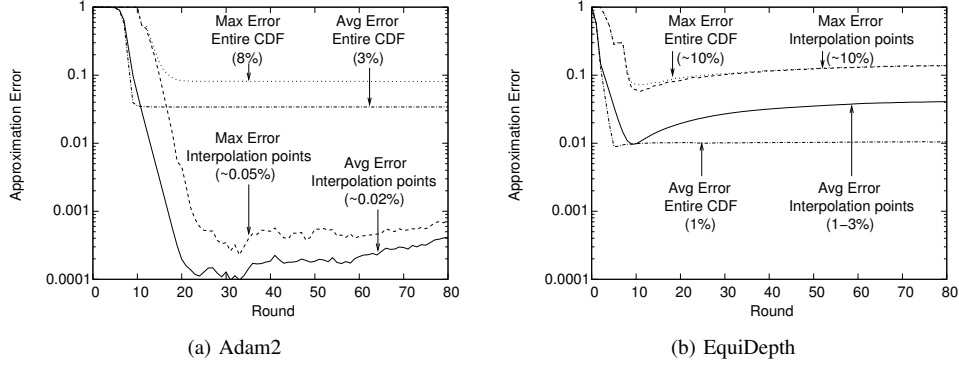 1
0.1
0.01
0.001
0.0001
Approximation Error
0 10 20 30 40 50 60 70 80
Round
Max Error
Entire CDF
(8%)
Avg Error
Entire CDF
(3%)
Max Error
Interpolation points
(~0.05%)
Avg Error
Interpolation points
(~0.02%)
(a) Adam2
1
0.1
0.01
0.001
0.0001
Approximation Error
0 10 20 30 40 50 60 70 80
Round
Max Error
Entire CDF
(~10%)
Max Error
Interpolation points
(~10%)
Avg Error
Entire CDF
(1%)
Avg Error
Interpolation points
(1−3%)
(b) EquiDepth